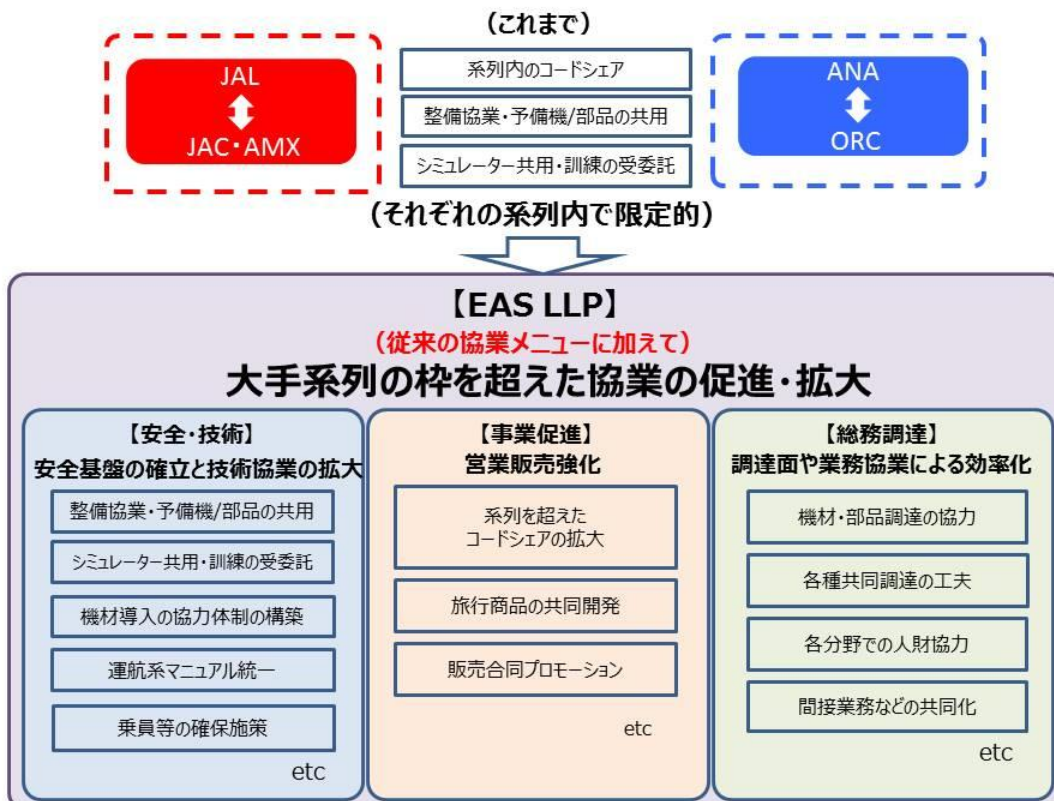 （これまで）
JAL
JAC・AMX
系列内のコードシェア
整備協業・予備機/部品の共用
シミュレーター共用・訓練の受委託
ANA
ORC
（それぞれの系列内で限定的）
【EAS LLP】
（従来の協業メニューに加えて）
大手系列の枠を超えた協業の促進・拡大
【安全・技術】
安全基盤の確立と技術協業の拡大
整備協業・予備機/部品の共用
シミュレーター共用・訓練の受委託
機材導入の協力体制の構築
運航系マニュアル統一
乗員等の確保施策
etc
【事業促進】
営業販売強化
系列を超えた
コードシェアの拡大
旅行商品の共同開発
販売合同プロモーション
etc
【総務調達】
調達面や業務協業による効率化
機材・部品調達の協力
各種共同調達の工夫
各分野での人財協力
間接業務などの共同化
etc